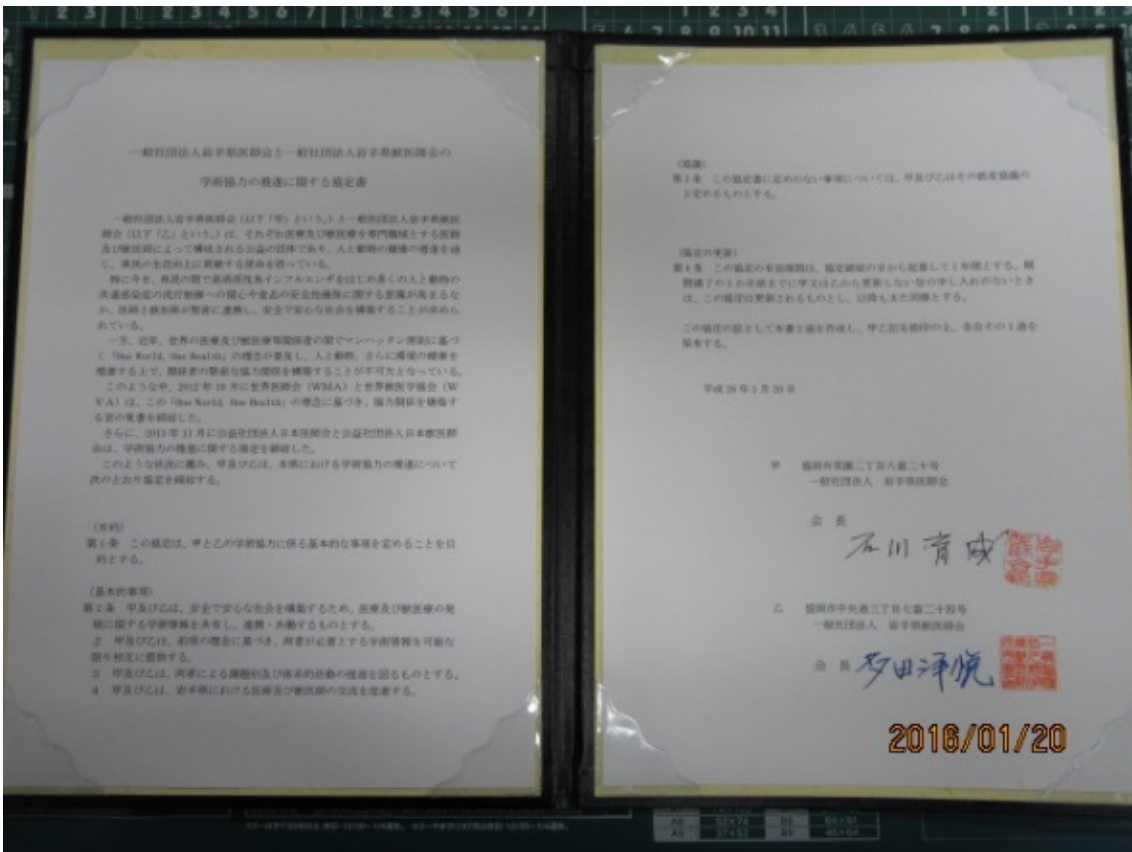 一般社団法人岩手県医師会と一般社団法人岩手県獣医師会の
学術協力の推進に関する協定書
一般社団法人岩手県医師会（以下「甲」という。）と一般社団法人岩手県獣医
師会（以下「乙」という。）は、それぞれ医療及び獣医療を専門職域とする医師
及び獣医師によって構成される公益の団体であり、人と動物の健康の増進を通
じ、県民の生活向上に貢献する使命を担っている。
特に今日、県民の間で高病原性鳥インフルエンザをはじめ多くの人と動物の
共通感染症の流行制御への関心や食品の安全性確保に関する意識が高まるな
か、医師と獣医師が緊密に連携し、安全で安心な社会を構築することが求めら
れている。
一方、近年、世界の医療及び獣医療等関係者の間でマンハッタン原則に基づ
く「One World, One Health」の理念が普及し、人と動物、さらに環境の健康を
増進する上で、関係者の緊密な協力関係を構築することが不可欠となっている。
このような中、2012 年 10 月に世界医師会（WMA）と世界獣医学協会（W
VA）は、この「One World, One Health」の理念に基づき、協力関係を構築す
る旨の覚書を締結した。
さらに、2013 年 11 月に公益社団法人日本医師会と公益社団法人日本獣医師
会は、学術協力の推進に関する協定を締結した。
このような状況に鑑み、甲及び乙は、本県における学術協力の推進について
次のとおり協定を締結する。
（目的）
第1条　この協定は、甲と乙の学術協力に係る基本的な事項を定めることを目
的とする。
（基本的事項）
第2条　甲及び乙は、安全で安心な社会を構築するため、医療及び獣医療の発
展に関する学術情報を共有し、連携・共働するものとする。
2　甲及び乙は、前項の理念に基づき、両者が必要とする学術情報を可能な
限り相互に提供する。
3　甲及び乙は、両者による課題別及び体系的活動の推進を図るものとする。
4　甲及び乙は、岩手県における医師及び獣医師の交流を促進する。
（協議）
第3条　この協定書に定めのない事項については、甲及び乙はその都度協議の
上定めるものとする。
（協定の更新）
第4条　この協定の有効期間は、協定締結の日から起算して1年間とする。期
間満了の1か月前までに甲又は乙から更新しない旨の申し入れがないとき
は、この協定は更新されるものとし、以降もまた同様とする。
この協定の証として本書2通を作成し、甲乙記名押印の上、各自その1通を
保有する。
平成 28 年 1 月 20 日
甲　盛岡市菜園二丁目八番二十号
一般社団法人　岩手県医師会
会 長
石川 育成
乙　盛岡市中央通三丁目七番二十四号
一般社団法人　岩手県獣医師会
会 長 多田洋悦
2016/01/20